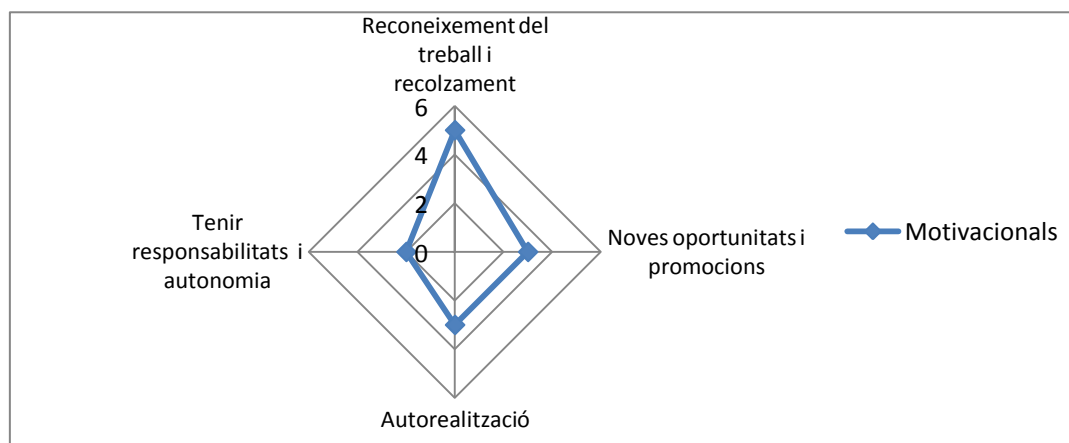 Reconeixement del
treball i
recolzament
6
4
2
0
Tenir
responsabilitats i
autonomia
Noves oportunitats i
promocions
Motivacionals
Autorealització